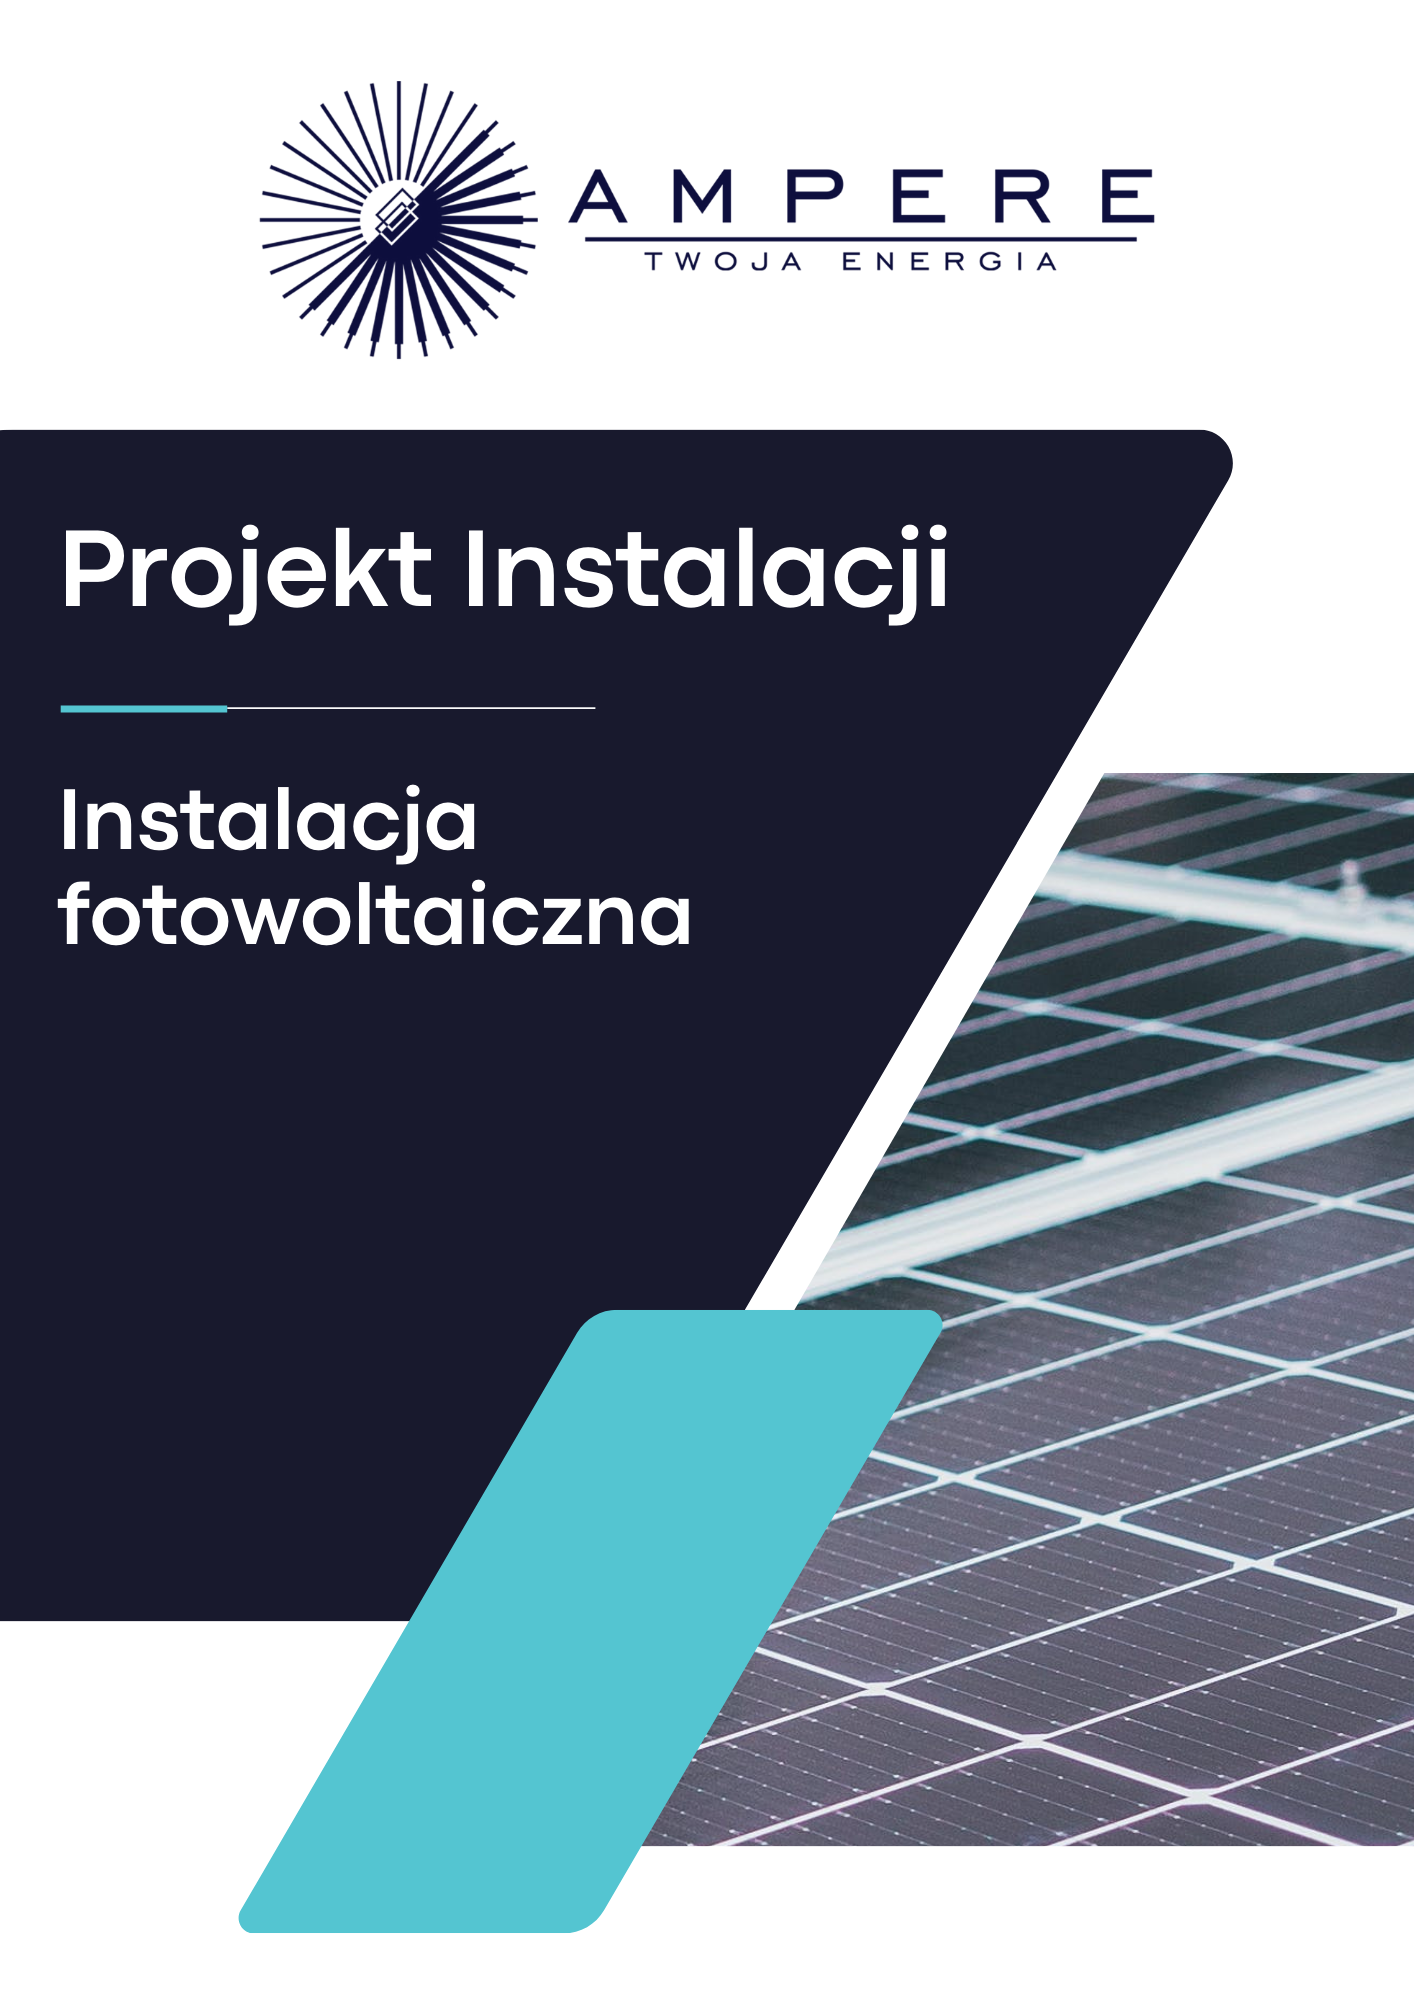 AMPERE
TWOJA ENERGIA
Projekt Instalacji
Instalacja
fotowoltaiczna